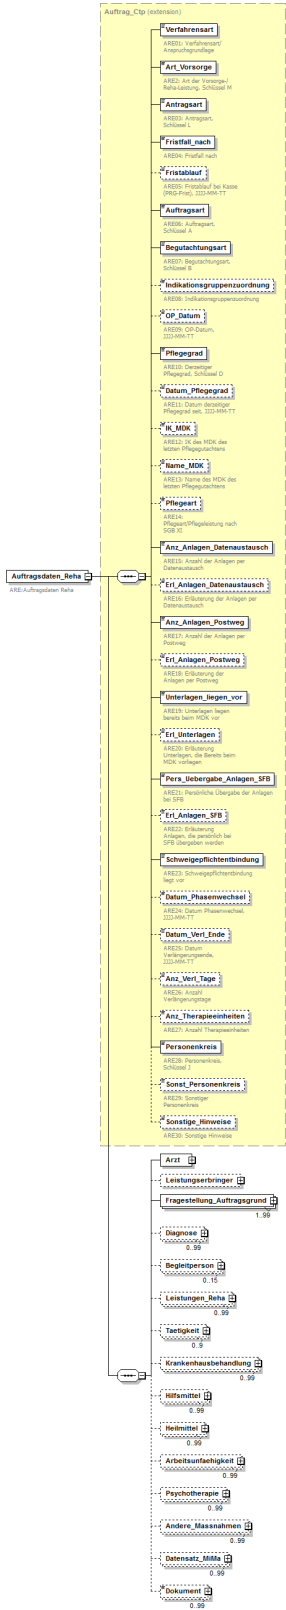 Auftrag_Ctp (extension)
Verfahrensart
ARE01: Verfahrensart/
Anspruchsgrundlage
Art_Vorsorge
ARE2: Art der Vorsorge-/
Reha-Leistung, Schlüssel M
Antragsart
ARE03: Antragsart,
Schlüssel L
Fristfall_nach
ARE04: Fristfall nach
Fristablauf
ARE05: Fristablauf bei Kasse
(PRG-Frist), JJJJ-MM-TT
Auftragsart
ARE06: Auftragsart,
Schlüssel A
Begutachtungsart
ARE07: Begutachtungsart,
Schlüssel B
Indikationsgruppenzuordnung
ARE08: Indikationsgruppenzuordnung
OP_Datum
ARE09: OP-Datum,
JJJJ-MM-TT
Pflegegrad
ARE10: Derzeitiger
Pflegegrad, Schlüssel D
Datum_Pflegegrad
ARE11: Datum derzeitiger
Pflegegrad seit, JJJJ-MM-TT
IK_MDK
ARE12: IK des MDK des
letzten Pflegegutachtens
Name_MDK
ARE13: Name des MDK des
letzten Pflegegutachtens
Pflegeart
ARE14:
Pflegeart/Pflegeleistung nach
SGB XI
Anz_Anlagen_Datenaustausch
ARE15: Anzahl der Anlagen per
Datenaustausch
Auftragsdaten_Reha
ARE:Auftragsdaten Reha
Erl_Anlagen_Datenaustausch
ARE16: Erläuterung der Anlagen per
Datenaustausch
Anz_Anlagen_Postweg
ARE17: Anzahl der Anlagen per
Postweg
Erl_Anlagen_Postweg
ARE18: Erläuterung der
Anlagen per Postweg
Unterlagen_liegen_vor
ARE19: Unterlagen liegen
bereits beim MDK vor
Erl_Unterlagen
ARE20: Erläuterung
Unterlagen, die Bereits beim
MDK vorliegen
Pers_Uebergabe_Anlagen_SFB
ARE21: Persönliche Übergabe der Anlagen
bei SFB
Erl_Anlagen_SFB
ARE22: Erläuterung
Anlagen, die persönlich bei
SFB übergeben werden
Schweigepflichtentbindung
ARE23: Schweigepflichtentbindung
liegt vor
Datum_Phasenwechsel
ARE24: Datum Phasenwechsel,
JJJJ-MM-TT
Datum_Verl_Ende
ARE25: Datum
Verlängerungsende,
JJJJ-MM-TT
Anz_Verl_Tage
ARE26: Anzahl
Verlängerungstage
Anz_Therapieeinheiten
ARE27: Anzahl Therapieeinheiten
Personenkreis
ARE28: Personenkreis,
Schlüssel J
Sonst_Personenkreis
ARE29: Sonstiger
Personenkreis
Sonstige_Hinweise
ARE30: Sonstige Hinweise
Arzt
Leistungserbringer
Fragestellung_Auftragsgrund
1..99
Diagnose
0..99
Begleitperson
0..15
Leistungen_Reha
0..99
Taetigkeit
0..9
Krankenhausbehandlung
0..99
Hilfsmittel
0..99
Heilmittel
0..99
Arbeitsunfaehigkeit
0..99
Psychotherapie
0..99
Andere_Massnahmen
0..99
Datensatz_MiMa
0..99
Dokument
0..99